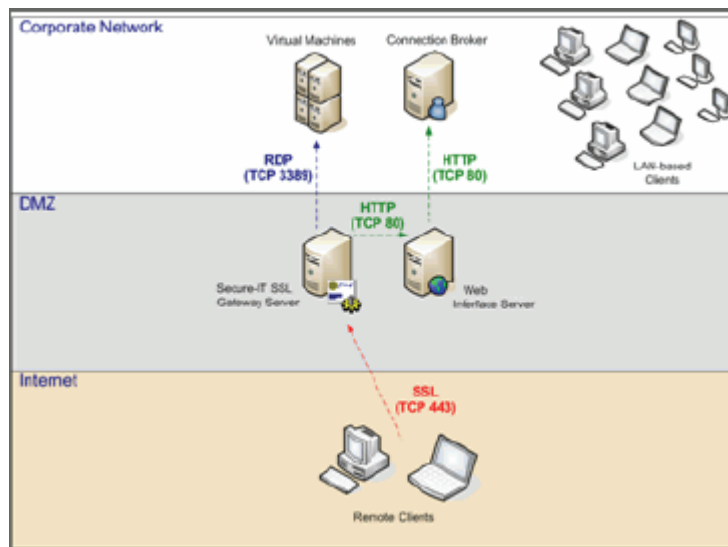 Corporate Network
Virtual Machines
Connection Broker
RDP
(TCP 3389)
HTTP
(TCP 80)
LAN-based
Clients
DMZ
HTTP
(TCP 80)
Secure-IT SSL
Gateway Server
Web
Interface Server
Internet
SSL
(TCP 443)
Remote Clients